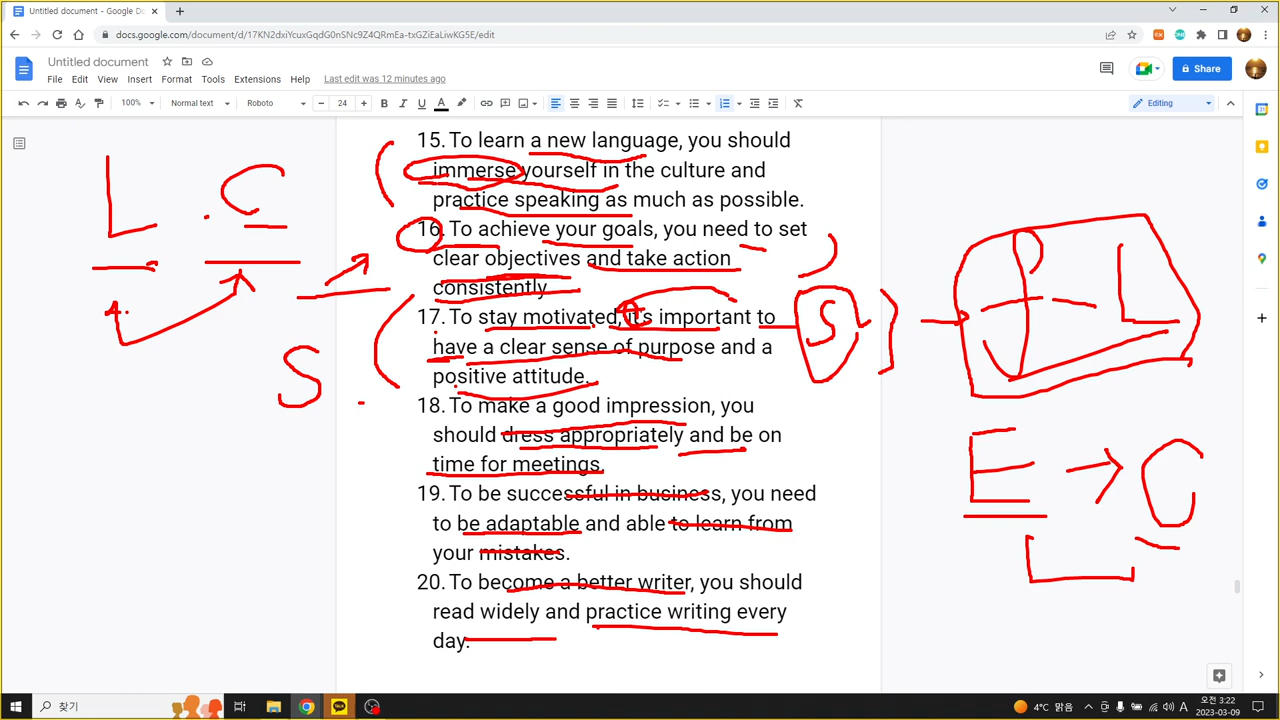 Untitled document - Google Doc
docs.google.com/document/d/17KN2dxiYcuxGqdG0nSNc9Z4QRmEa-txGZiEaLiwKG5E/edit
Untitled document
File Edit View Insert Format Tools Extensions Help Last edit was 12 minutes ago
Share
100% Normal text Roboto 24 B I U A Editing
15. To learn a new language, you should
immerse yourself in the culture and
practice speaking as much as possible.
16. To achieve your goals, you need to set
clear objectives and take action
consistently
17. To stay motivated, it's important to
have a clear sense of purpose and a
positive attitude.
18. To make a good impression, you
should dress appropriately and be on
time for meetings.
19. To be successful in business, you need
to be adaptable and able to learn from
your mistakes.
20. To become a better writer, you should
read widely and practice writing every
day.
L . C
S .
S
L
E → C
찾기
4°C 맑음 A 오전 3:22
2023-03-09